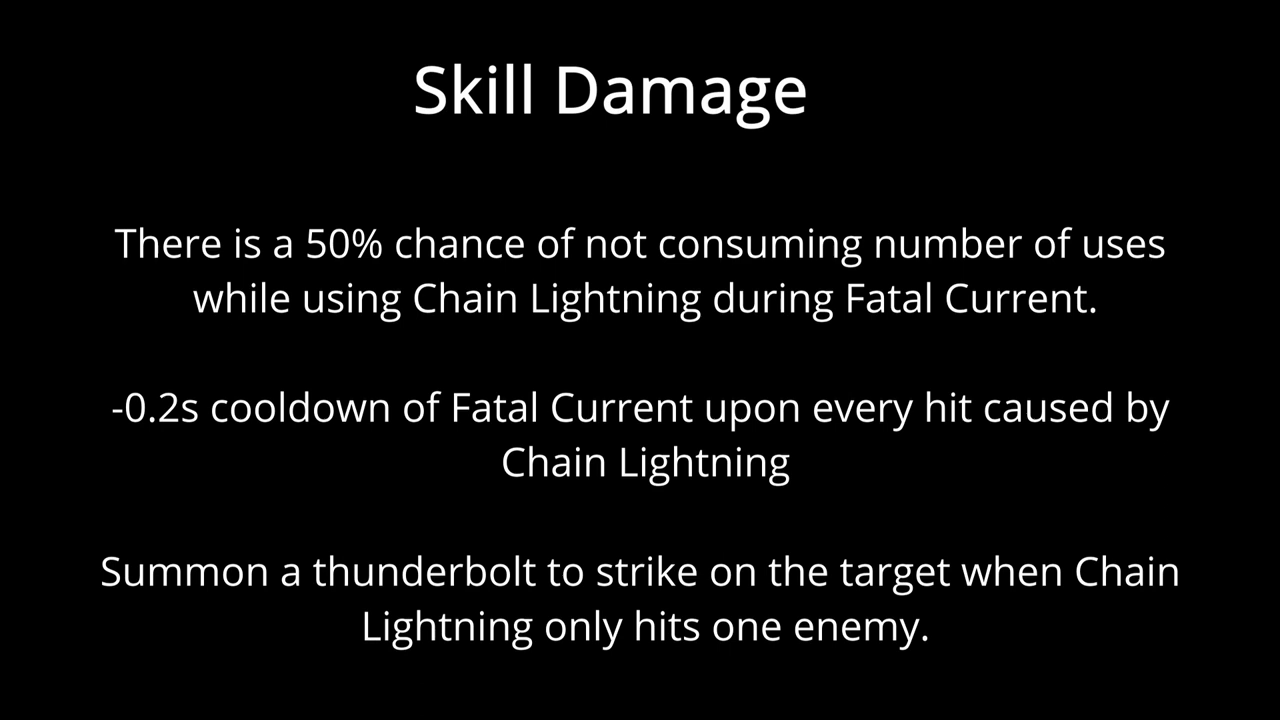 Skill Damage
There is a 50% chance of not consuming number of uses
while using Chain Lightning during Fatal Current.
-0.2s cooldown of Fatal Current upon every hit caused by
Chain Lightning
Summon a thunderbolt to strike on the target when Chain
Lightning only hits one enemy.